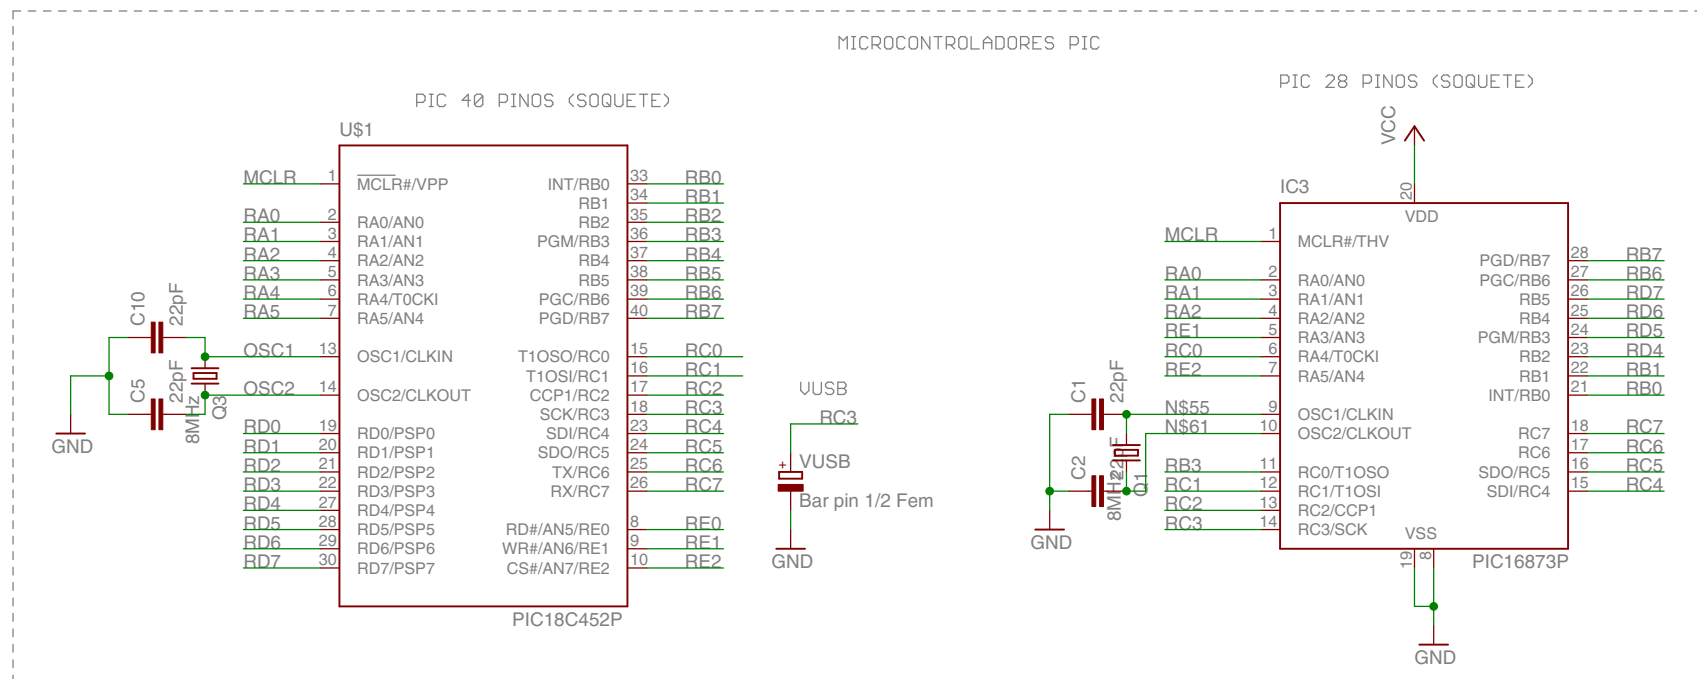 MICROCONTROLADORES PIC
PIC 40 PINOS (SOQUETE)
U$1
MCLR 1 MCLR#/VPP INT/RB0 33 RB0
RB1 34 RB1
RA0 2 RA0/AN0 RB2 35 RB2
RA1 3 RA1/AN1 PGM/RB3 36 RB3
RA2 4 RA2/AN2 RB4 37 RB4
RA3 5 RA3/AN3 RB5 38 RB5
RA4 6 RA4/T0CKI PGC/RB6 39 RB6
RA5 7 RA5/AN4 PGD/RB7 40 RB7
OSC1 13 OSC1/CLKIN T1OSO/RC0 15 RC0
T1OSI/RC1 16 RC1
OSC2 14 OSC2/CLKOUT CCP1/RC2 17 RC2
SCK/RC3 18 RC3
RD0 19 RD0/PSP0 SDI/RC4 23 RC4
RD1 20 RD1/PSP1 SDO/RC5 24 RC5
RD2 21 RD2/PSP2 TX/RC6 25 RC6
RD3 22 RD3/PSP3 RX/RC7 26 RC7
RD4 27 RD4/PSP4
RD5 28 RD5/PSP5 RD#/AN5/RE0 8 RE0
RD6 29 RD6/PSP6 WR#/AN6/RE1 9 RE1
RD7 30 RD7/PSP7 CS#/AN7/RE2 10 RE2
PIC18C452P
C10
22pF
C5
22pF
8MHz
Q3
GND
VUSB
RC3
+
VUSB
Bar pin 1/2 Fem
GND
PIC 28 PINOS (SOQUETE)
VCC
IC3
20
VDD
MCLR 1 MCLR#/THV
PGD/RB7 28 RB7
RA0 2 RA0/AN0 PGC/RB6 27 RB6
RA1 3 RA1/AN1 RB5 26 RD7
RA2 4 RA2/AN2 RB4 25 RD6
RE1 5 RA3/AN3 PGM/RB3 24 RD5
RC0 6 RA4/T0CKI RB2 23 RD4
RE2 7 RA5/AN4 RB1 22 RB1
INT/RB0 21 RB0
N$55 9 OSC1/CLKIN
N$61 10 OSC2/CLKOUT RC7 18 RC7
RC6 17 RC6
RB3 11 RC0/T1OSO SDO/RC5 16 RC5
RC1 12 RC1/T1OSI SDI/RC4 15 RC4
RC2 13 RC2/CCP1
RC3 14 RC3/SCK
VSS
19 8
PIC16873P
C1
22pF
C2
22pF
8MHz
Q1
GND
GND